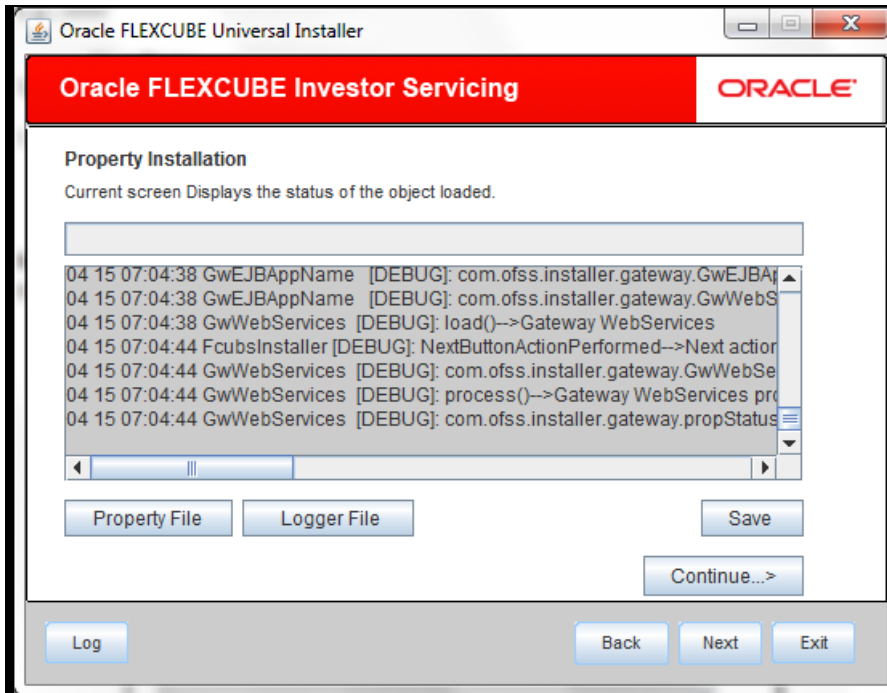 Oracle FLEXCUBE Universal Installer
Oracle FLEXCUBE Investor Servicing
ORACLE
Property Installation
Current screen Displays the status of the object loaded.
04 15 07:04:38 GwEJBAppName [DEBUG]: com.ofss.installer.gateway.GwEJBAp
04 15 07:04:38 GwEJBAppName [DEBUG]: com.ofss.installer.gateway.GwWebS
04 15 07:04:38 GwWebServices [DEBUG]: load()-->Gateway WebServices
04 15 07:04:44 FcubsInstaller [DEBUG]: NextButtonActionPerformed-->Next action
04 15 07:04:44 GwWebServices [DEBUG]: com.ofss.installer.gateway.GwWebSe
04 15 07:04:44 GwWebServices [DEBUG]: process()-->Gateway WebServices pro
04 15 07:04:44 GwWebServices [DEBUG]: com.ofss.installer.gateway.propStatus
Property File Logger File Save
Continue...>
Log Back Next Exit